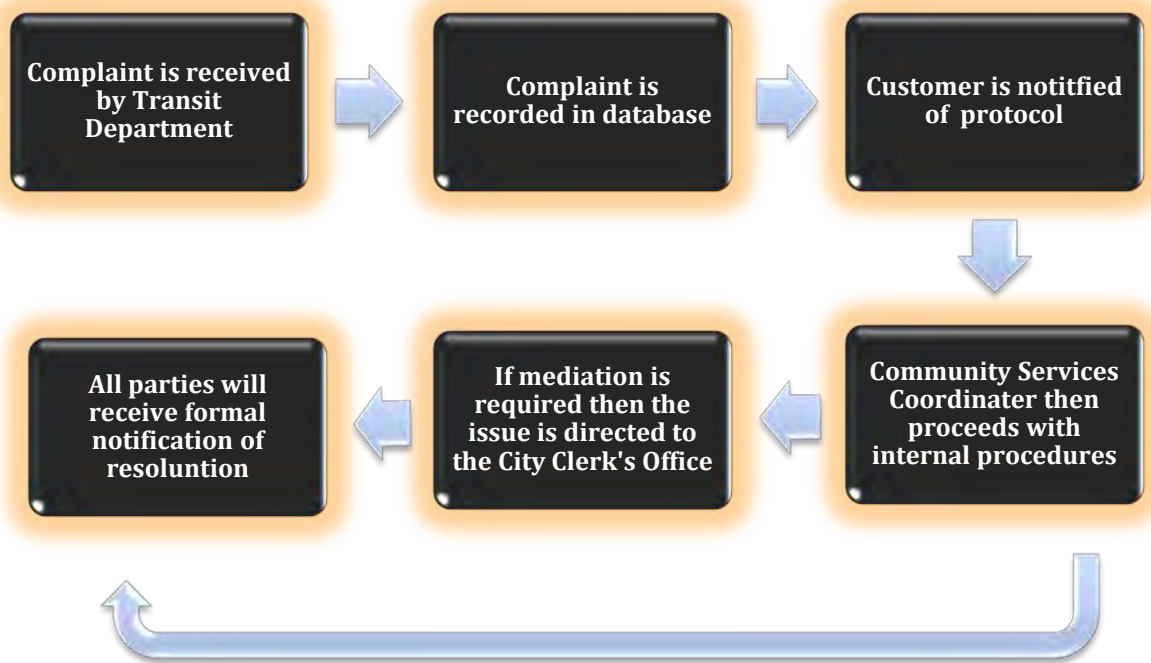 Complaint is received
by Transit
Department
Complaint is
recorded in database
Customer is notitfied
of protocol
Community Services
Coordinater then
proceeds with
internal procedures
If mediation is
required then the
issue is directed to
the City Clerk's Office
All parties will
receive formal
notification of
resoluntion